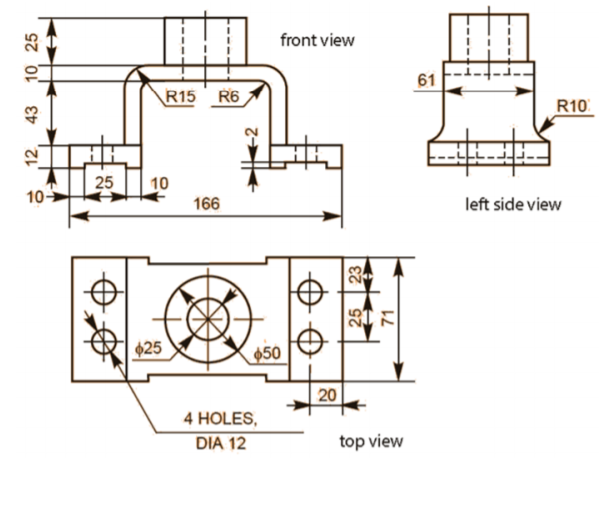 front view
25
10
43
12
R15
R6
2
10
25
10
166
61
R10
left side view
23
25
71
ϕ25
ϕ50
20
4 HOLES,
DIA 12
top view